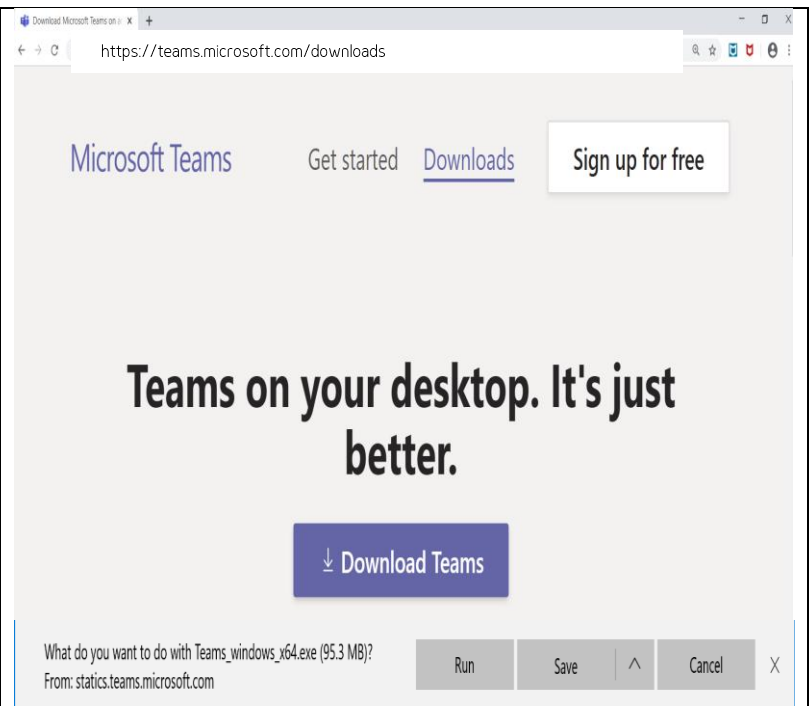 Download Microsoft Teams on a
https://teams.microsoft.com/downloads
Microsoft Teams Get started Downloads Sign up for free
Teams on your desktop. It's just
better.
Download Teams
What do you want to do with Teams_windows_x64.exe (95.3 MB)?
From: statics.teams.microsoft.com
Run Save Cancel